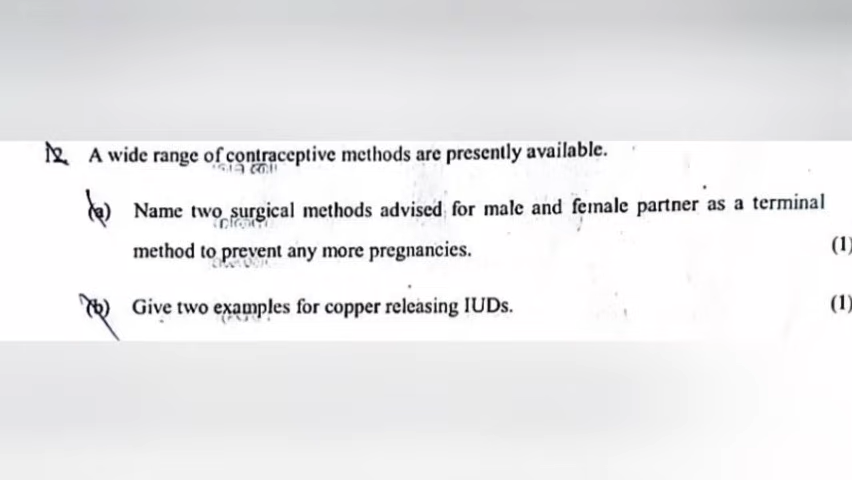 12. A wide range of contraceptive methods are presently available.
(a) Name two surgical methods advised for male and female partner as a terminal
method to prevent any more pregnancies. (1)
(b) Give two examples for copper releasing IUDs. (1)